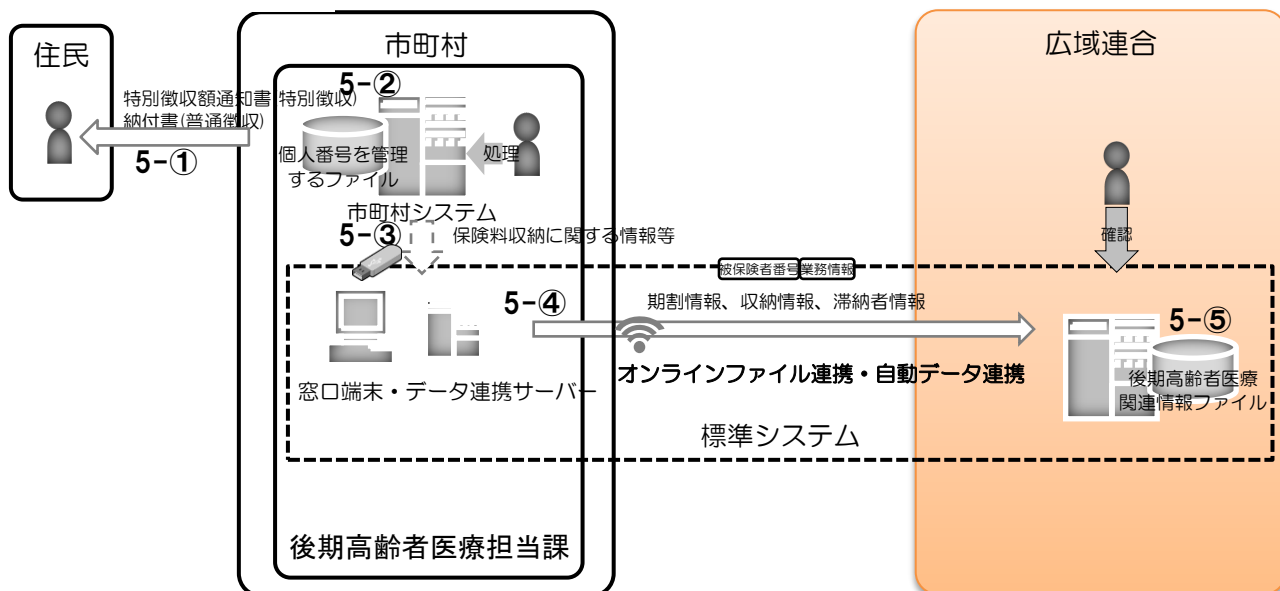 住民
市町村
広域連合
5-②
特別徴収額通知書(特別徴収)
納付書(普通徴収)
5-①
個人番号を管理
するファイル
処理
市町村システム
5-③
保険料収納に関する情報等
確認
被保険者番号 業務情報
5-④
期割情報、収納情報、滞納者情報
5-⑤
オンラインファイル連携・自動データ連携
窓口端末・データ連携サーバー
後期高齢者医療
関連情報ファイル
標準システム
後期高齢者医療担当課